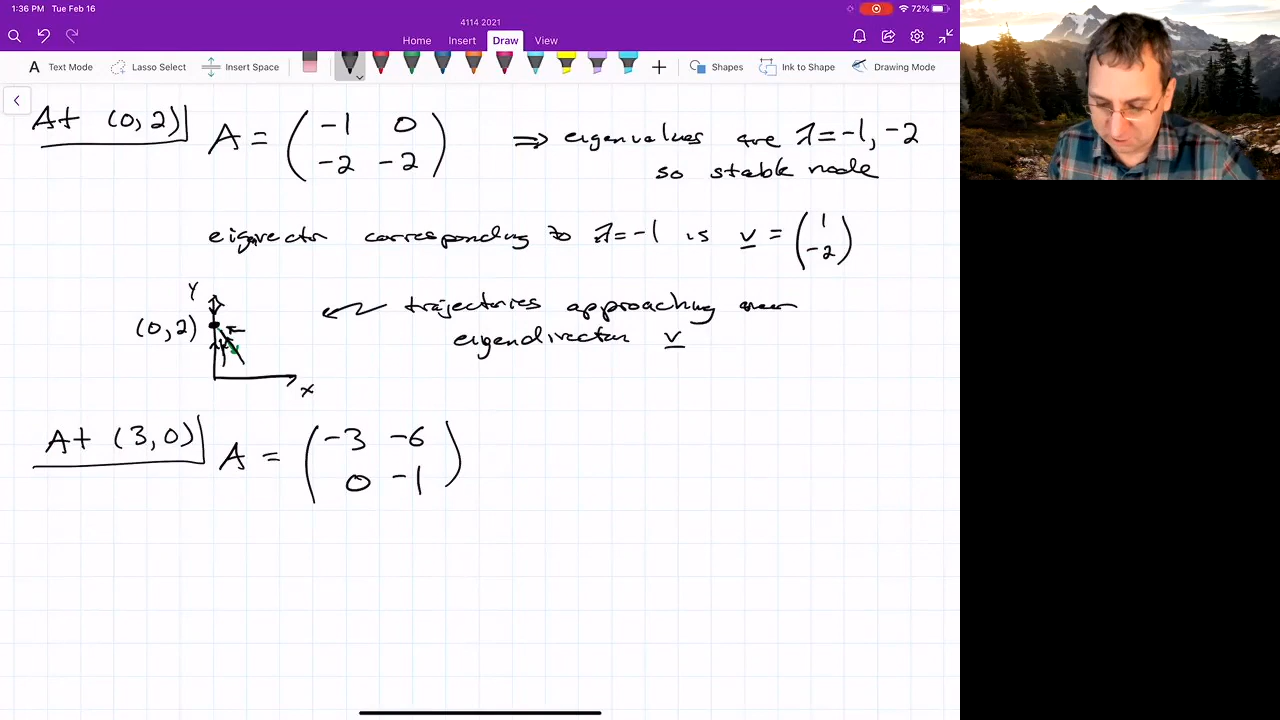 1:36 PM Tue Feb 16
72%
4114 2021
Home Insert Draw View
Text Mode Lasso Select Insert Space Shapes Ink to Shape Drawing Mode
At (0,2) A = ( -1 0
-2 -2 ) ⇒ eigenvalues are λ=-1, -2
so stable node
eigenvector corresponding to λ=-1 is v = ( 1
-2 )
Y
(0,2) trajectories approaching near
eigendirection v
x
At (3,0) A = ( -3 -6
0 -1 )